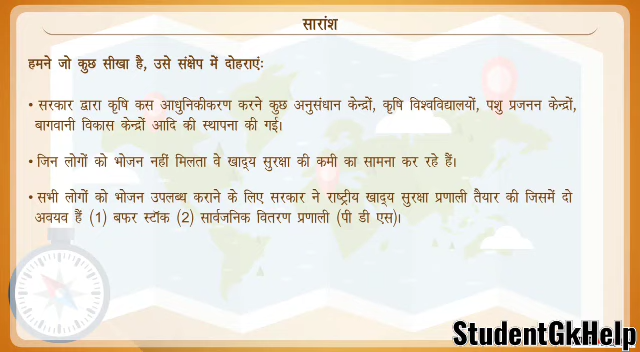 सारांश
हमने जो कुछ सीखा है, उसे संक्षेप में दोहराएं:
• सरकार द्वारा कृषि कस आधुनिकीकरण करने कुछ अनुसंधान केन्द्रों, कृषि विश्वविद्यालयों, पशु प्रजनन केन्द्रों,
बागवानी विकास केन्द्रों आदि की स्थापना की गई।
• जिन लोगों को भोजन नहीं मिलता वे खाद्य सुरक्षा की कमी का सामना कर रहे हैं।
• सभी लोगों को भोजन उपलब्ध कराने के लिए सरकार ने राष्ट्रीय खाद्य सुरक्षा प्रणाली तैयार की जिसमें दो
अवयव हैं (1) बफर स्टॉक (2) सार्वजनिक वितरण प्रणाली (पी डी एस)।
StudentGkHelp